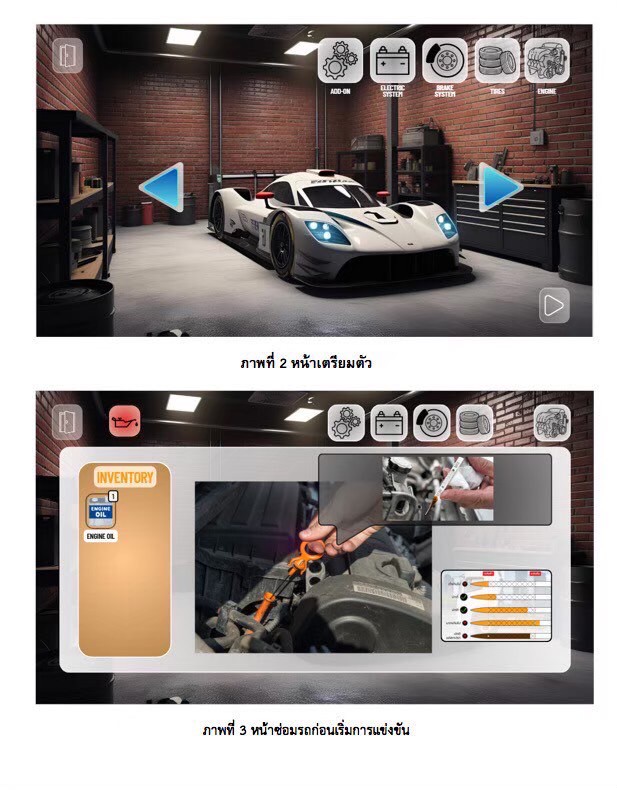 ADD-ON
ELECTRIC
SYSTEM
BRAKE
SYSTEM
TIRES
ENGINE
ภาพที่ 2 หน้าเตรียมตัว
INVENTORY
1
ENGINE
OIL
ENGINE OIL
ภาพที่ 3 หน้าซ่อมรถก่อนเริ่มการแข่งขัน